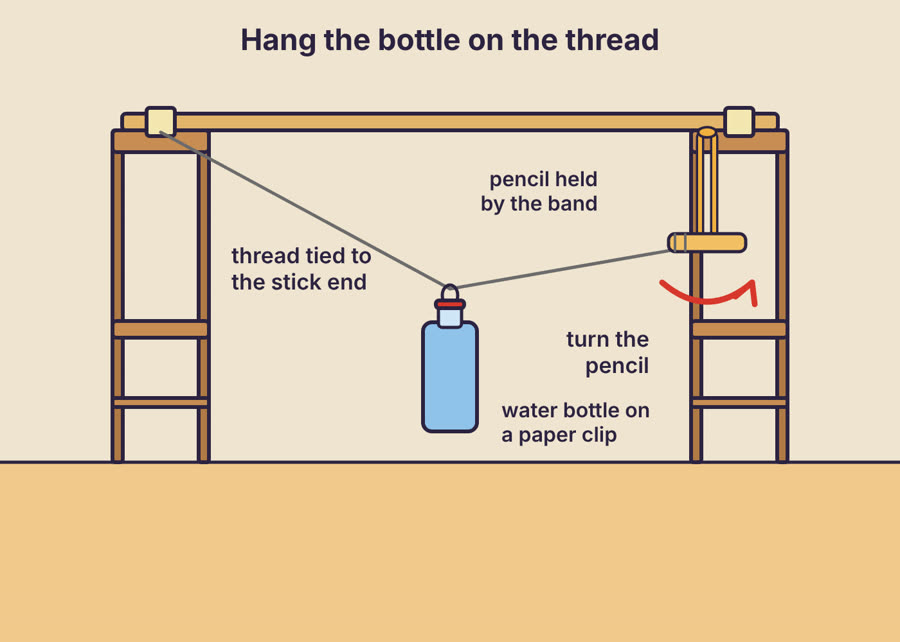 Hang the bottle on the thread
pencil held
by the band
thread tied to
the stick end
turn the
pencil
water bottle on
a paper clip